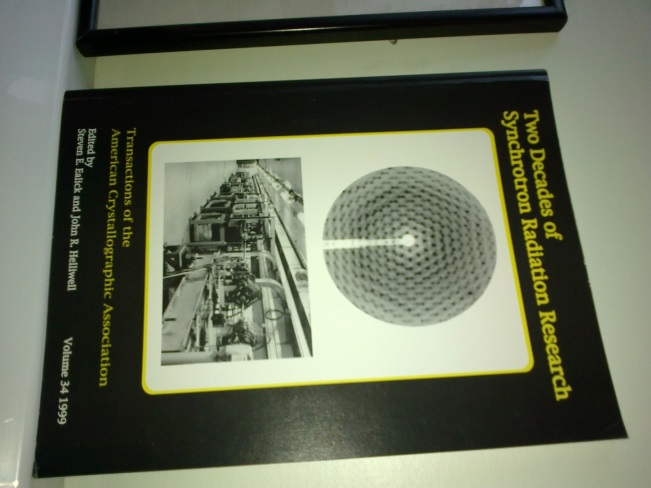 Two Decades of
Synchrotron Radiation Research
Transactions of the
American Crystallographic Association
Edited by
Steven E. Ealick and John R. Helliwell
Volume 34 1999